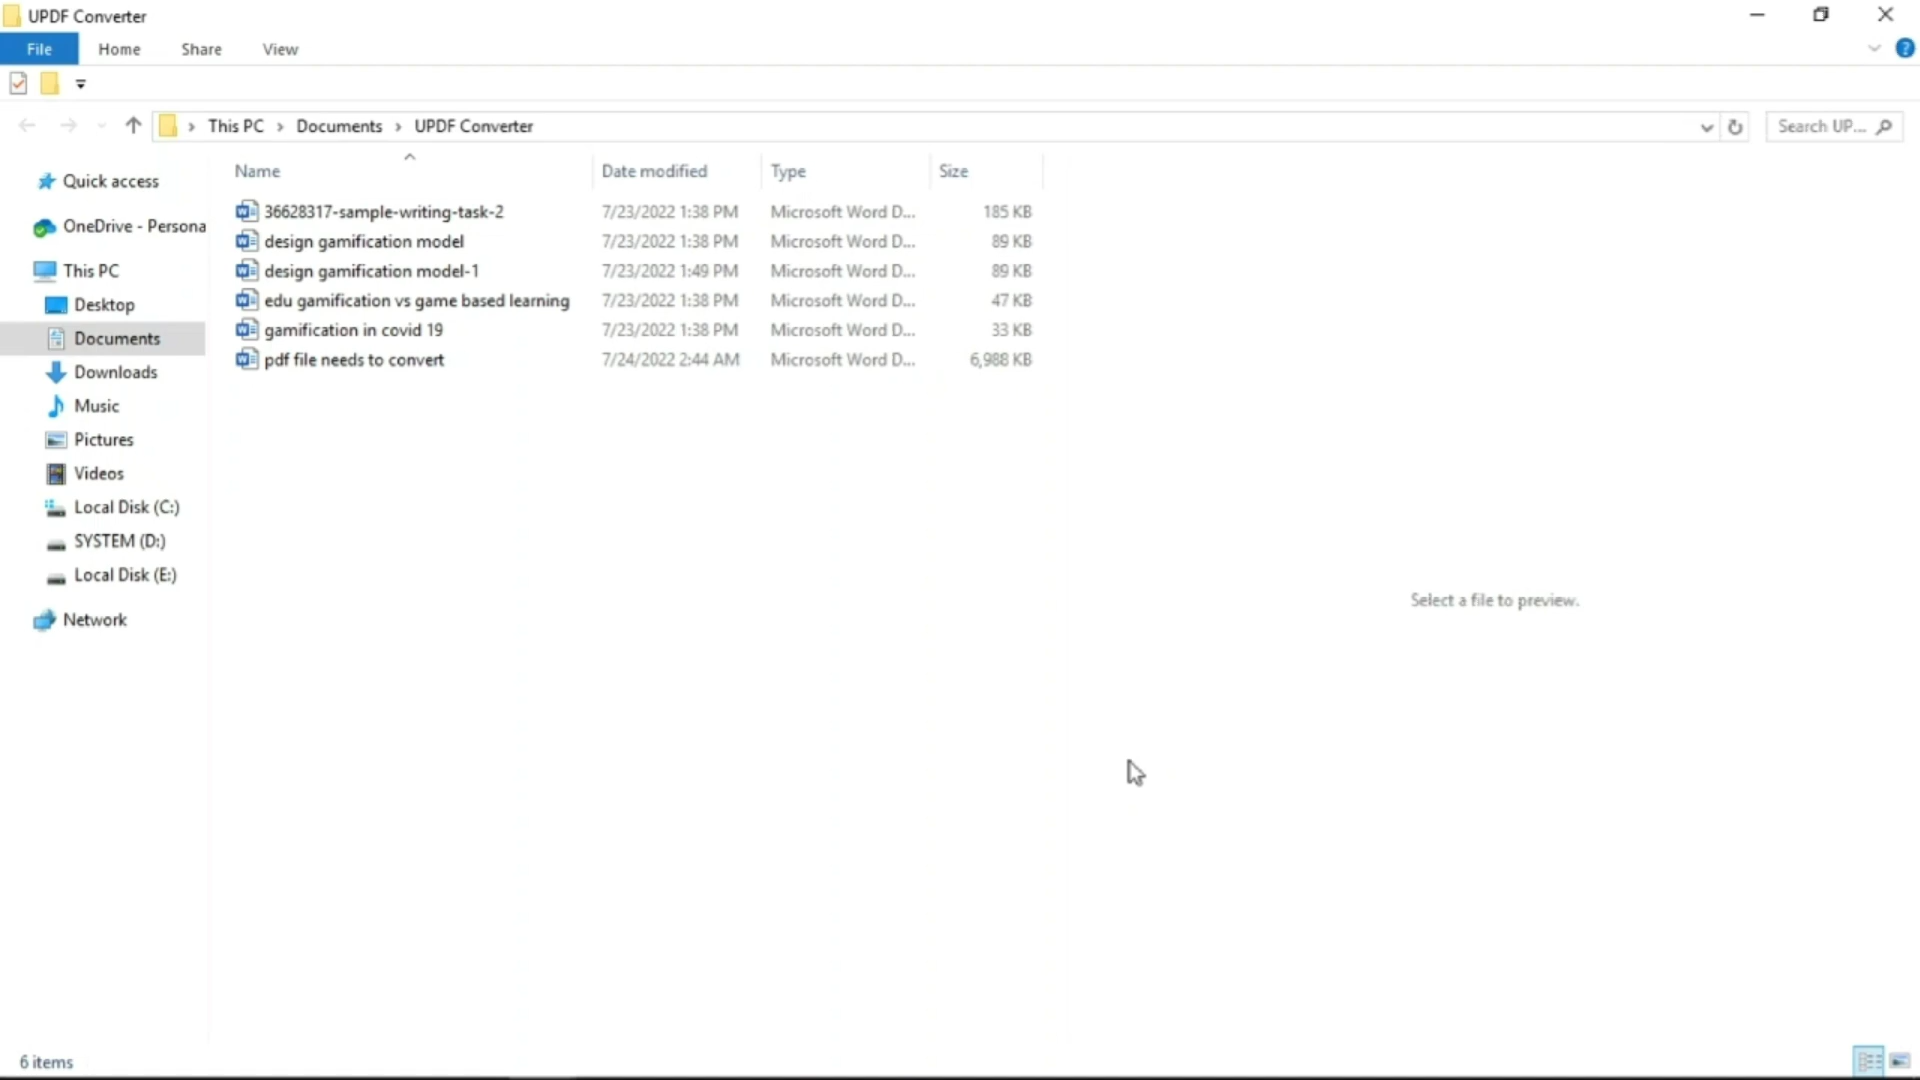 UPDF Converter
File Home Share View
This PC > Documents > UPDF Converter
Search UP...
Quick access
OneDrive - Persona
This PC
Desktop
Documents
Downloads
Music
Pictures
Videos
Local Disk (C:)
SYSTEM (D:)
Local Disk (E:)
Network
Name Date modified Type Size
36628317-sample-writing-task-2 7/23/2022 1:38 PM Microsoft Word D... 185 KB
design gamification model 7/23/2022 1:38 PM Microsoft Word D... 89 KB
design gamification model-1 7/23/2022 1:49 PM Microsoft Word D... 89 KB
edu gamification vs game based learning 7/23/2022 1:38 PM Microsoft Word D... 47 KB
gamification in covid 19 7/23/2022 1:38 PM Microsoft Word D... 33 KB
pdf file needs to convert 7/24/2022 2:44 AM Microsoft Word D... 6,988 KB
Select a file to preview.
6 items